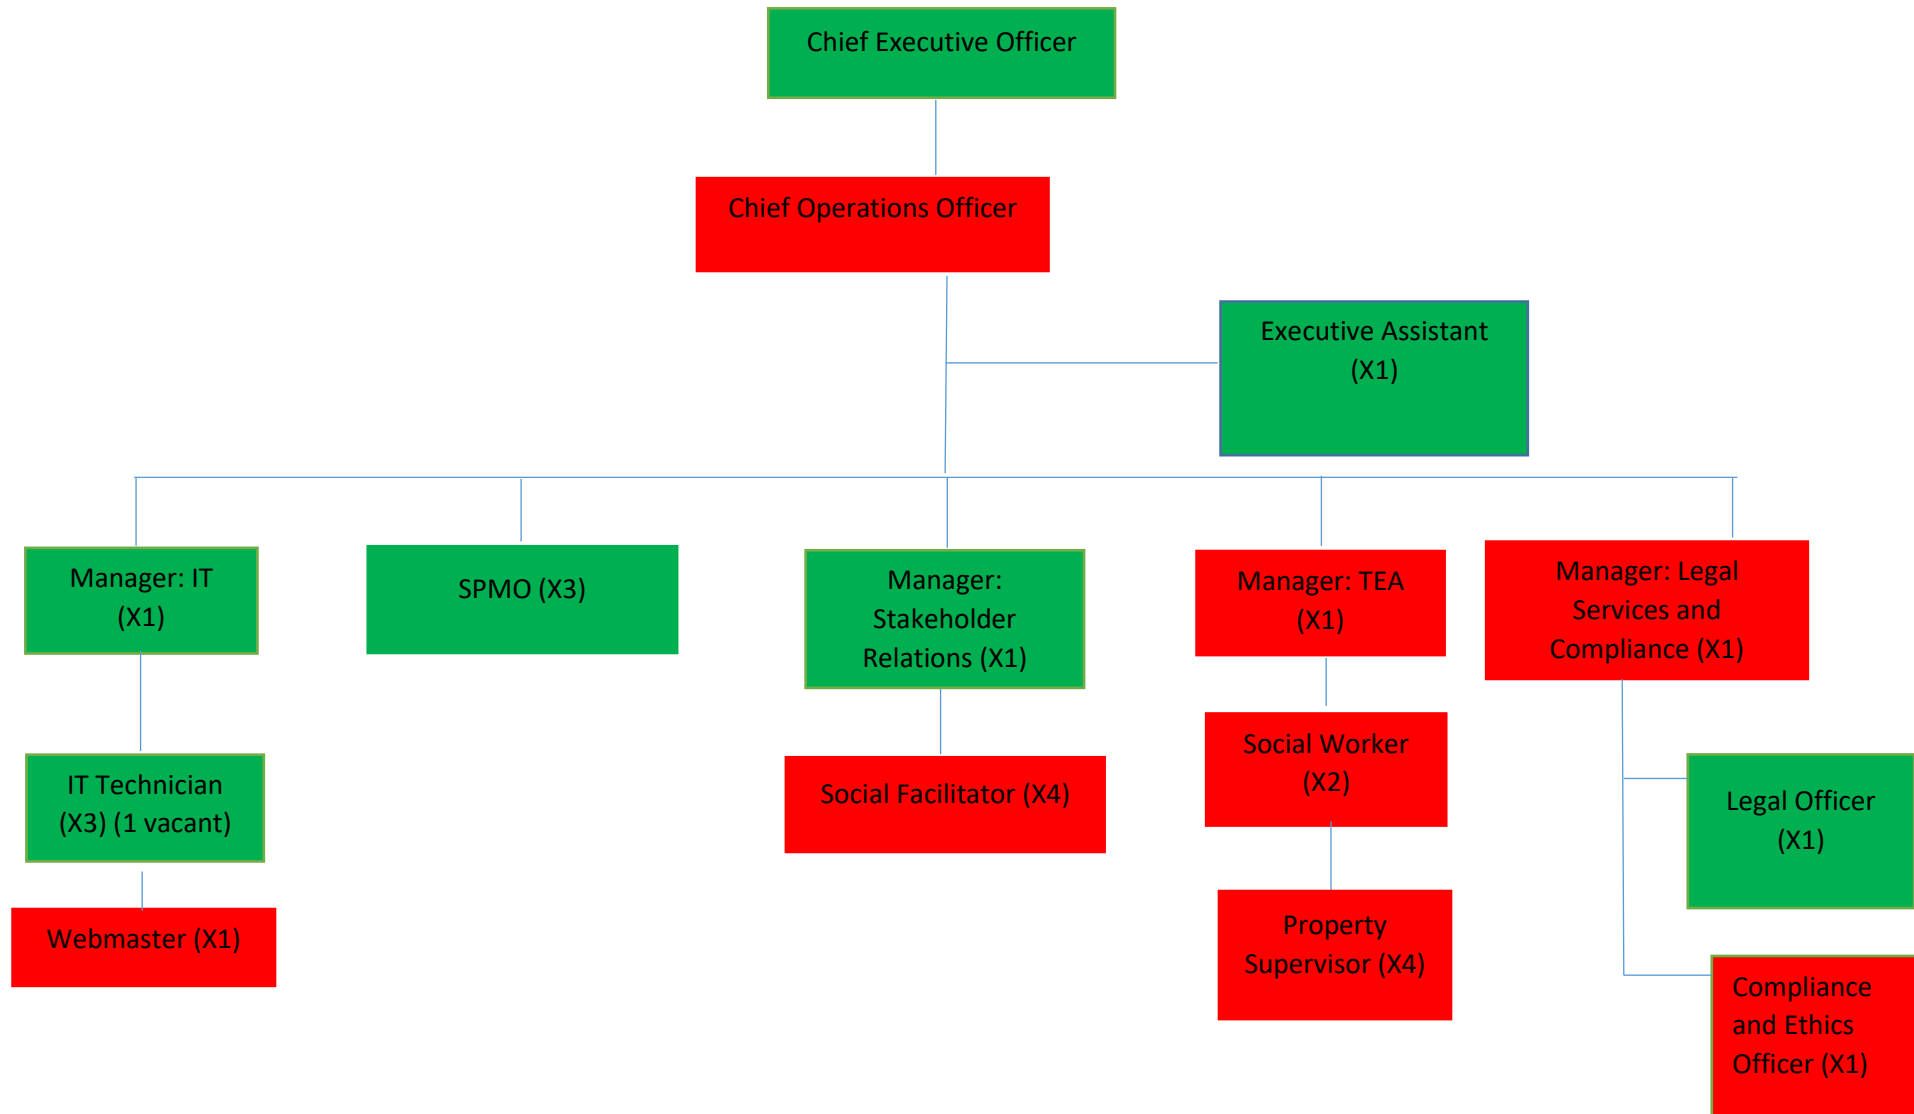 Chief Executive Officer
Chief Operations Officer
Executive Assistant
(X1)
Manager: IT
(X1)
SPMO (X3)
Manager:
Stakeholder
Relations (X1)
Manager: TEA
(X1)
Manager: Legal
Services and
Compliance (X1)
IT Technician
(X3) (1 vacant)
Social Facilitator (X4)
Social Worker
(X2)
Legal Officer
(X1)
Webmaster (X1)
Property
Supervisor (X4)
Compliance
and Ethics
Officer (X1)